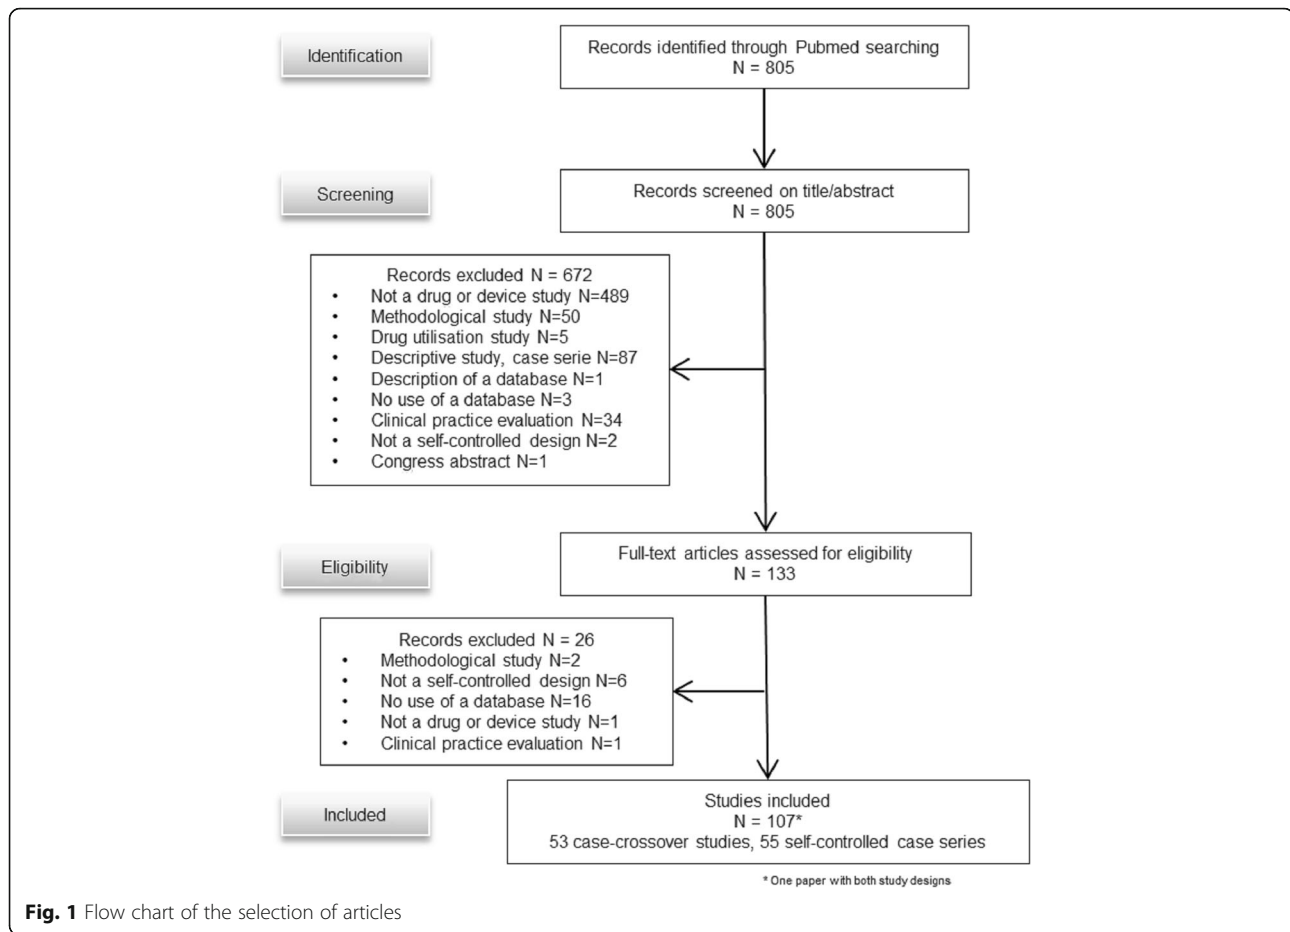 Identification
Records identified through Pubmed searching
N = 805
Screening
Records screened on title/abstract
N = 805
Records excluded N = 672
• Not a drug or device study N=489
• Methodological study N=50
• Drug utilisation study N=5
• Descriptive study, case serie N=87
• Description of a database N=1
• No use of a database N=3
• Clinical practice evaluation N=34
• Not a self-controlled design N=2
• Congress abstract N=1
Eligibility
Full-text articles assessed for eligibility
N = 133
Records excluded N = 26
• Methodological study N=2
• Not a self-controlled design N=6
• No use of a database N=16
• Not a drug or device study N=1
• Clinical practice evaluation N=1
Included
Studies included
N = 107*
53 case-crossover studies, 55 self-controlled case series
* One paper with both study designs
Fig. 1 Flow chart of the selection of articles